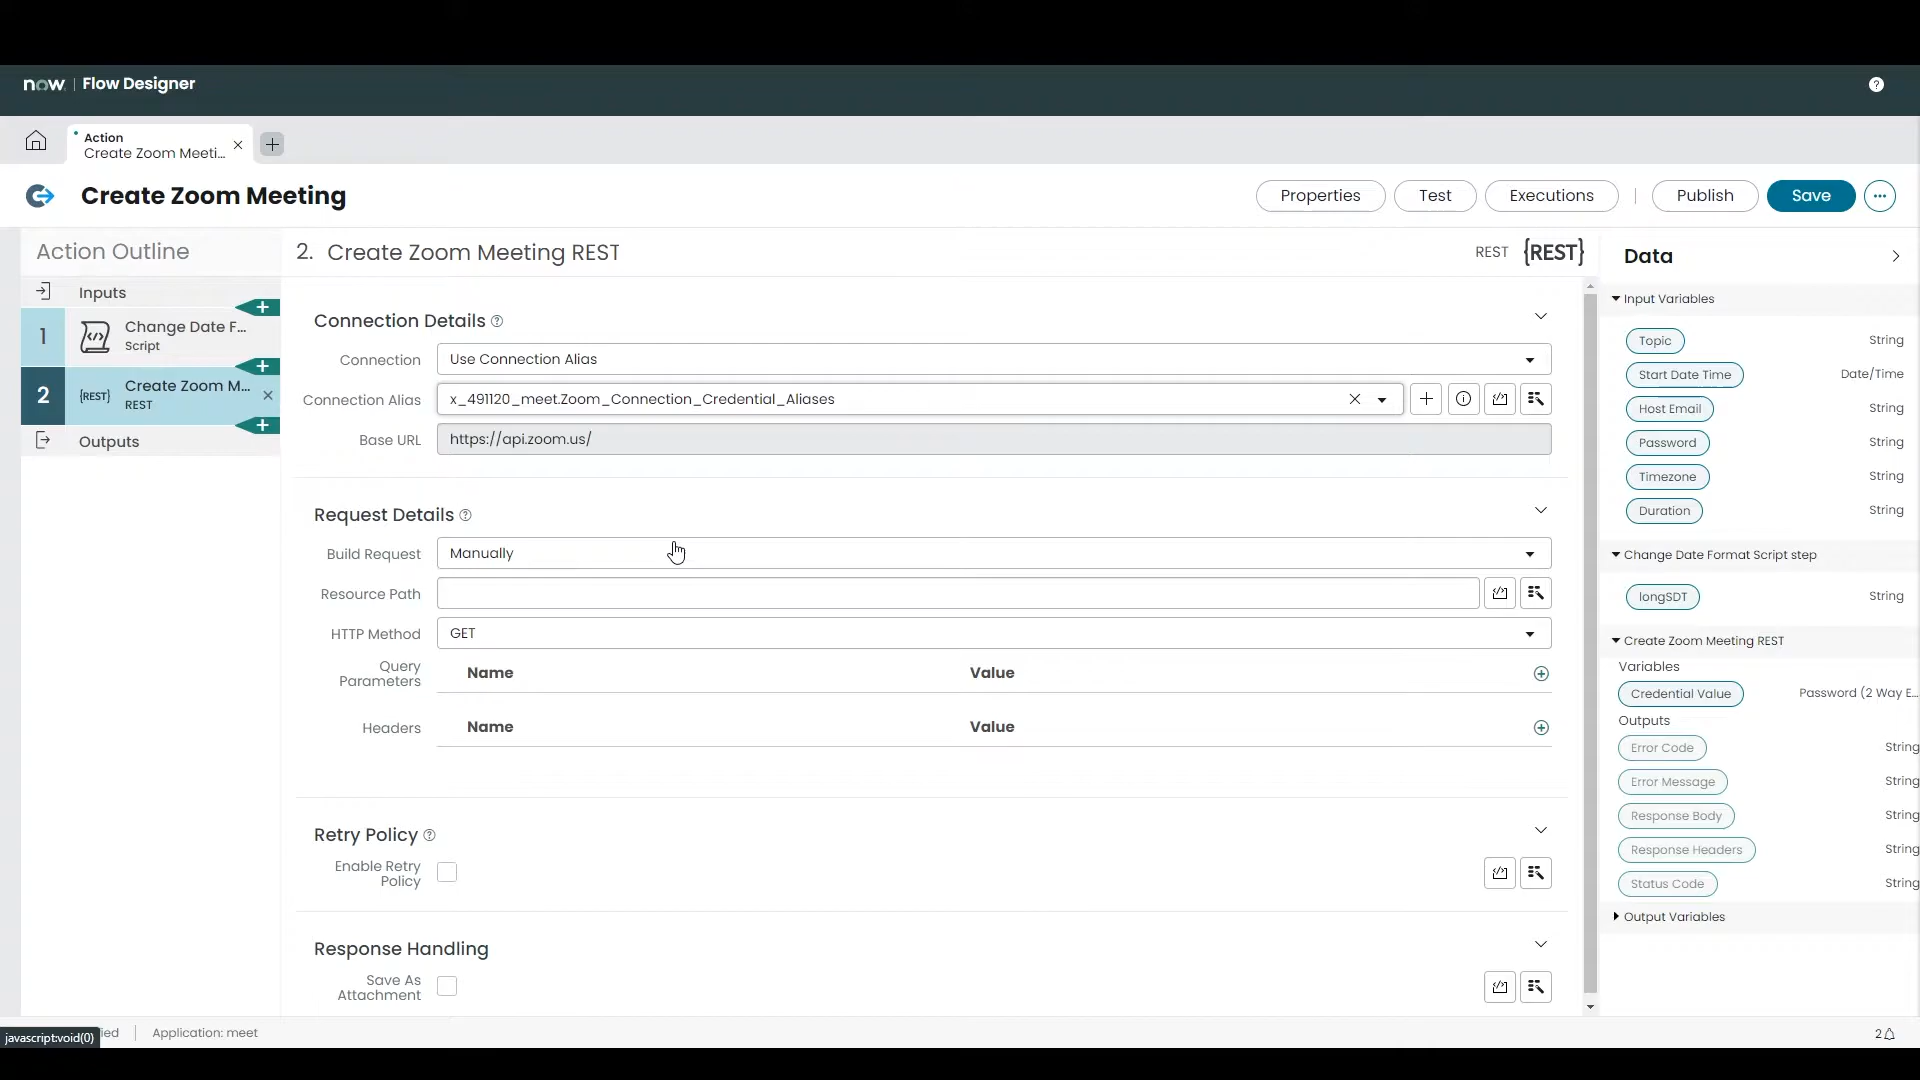 now | Flow Designer
Action
Create Zoom Meeti...
Create Zoom Meeting
Properties
Test
Executions
Publish
Save
Action Outline
Inputs
1
Change Date F...
Script
2
{REST}
Create Zoom M...
REST
Outputs
2. Create Zoom Meeting REST
REST {REST}
Connection Details
Connection
Use Connection Alias
Connection Alias
x_491120_meet.Zoom_Connection_Credential_Aliases
Base URL
https://api.zoom.us/
Request Details
Build Request
Manually
Resource Path
HTTP Method
GET
Query
Parameters
Name
Value
Headers
Name
Value
Retry Policy
Enable Retry
Policy
Response Handling
Save As
Attachment
Data
Input Variables
Topic
String
Start Date Time
Date/Time
Host Email
String
Password
String
Timezone
String
Duration
String
Change Date Format Script step
longSDT
String
Create Zoom Meeting REST
Variables
Credential Value
Password (2 Way E...
Outputs
Error Code
String
Error Message
String
Response Body
String
Response Headers
String
Status Code
String
Output Variables
javascript:void(0)
ied
Application: meet
2